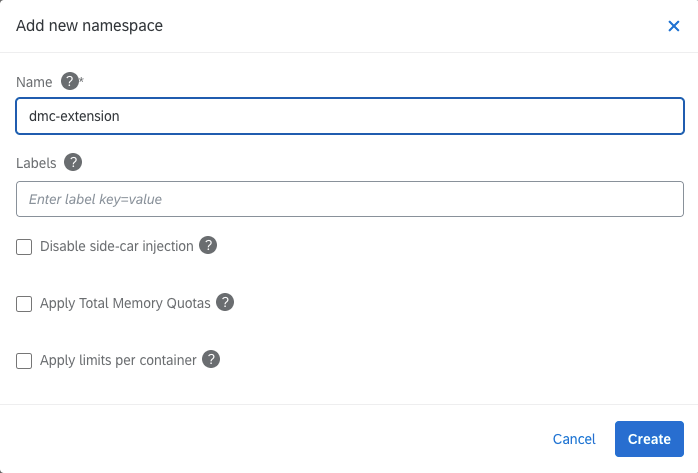 Add new namespace ×
Name ?*
dmc-extension
Labels ?
Enter label key=value
Disable side-car injection ?
Apply Total Memory Quotas ?
Apply limits per container ?
Cancel Create